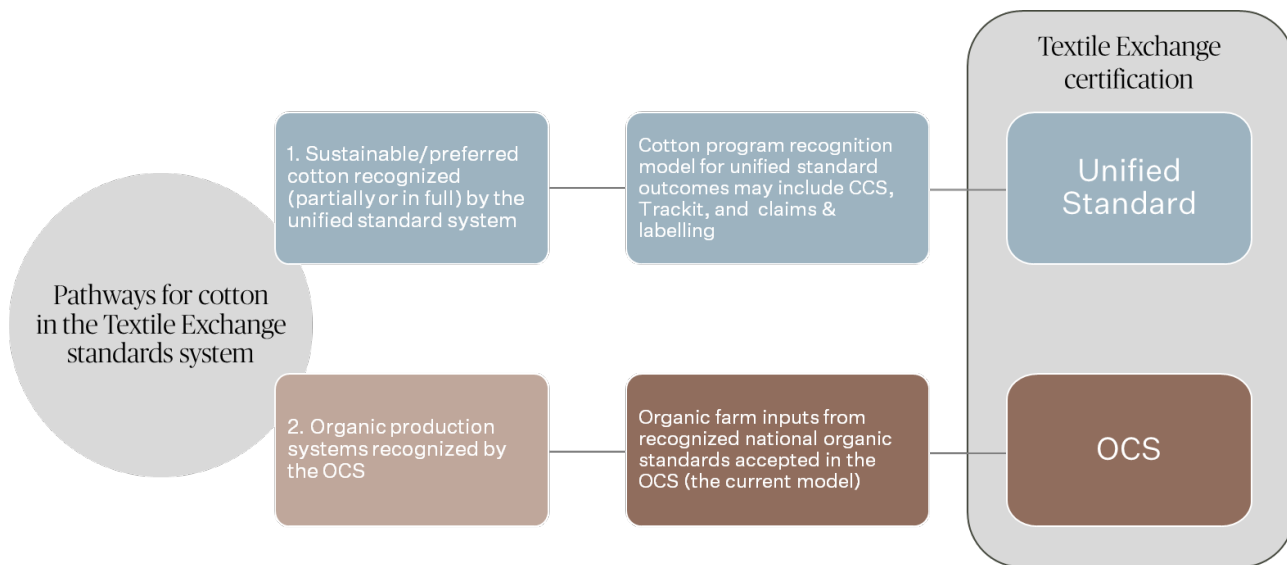 Pathways for cotton
in the Textile Exchange
standards system
1. Sustainable/preferred
cotton recognized
(partially or in full) by the
unified standard system
Cotton program recognition
model for unified standard
outcomes may include CCS,
Trackit, and claims &
labelling
Textile Exchange
certification
Unified
Standard
2. Organic production
systems recognized by
the OCS
Organic farm inputs from
recognized national organic
standards accepted in the
OCS (the current model)
OCS